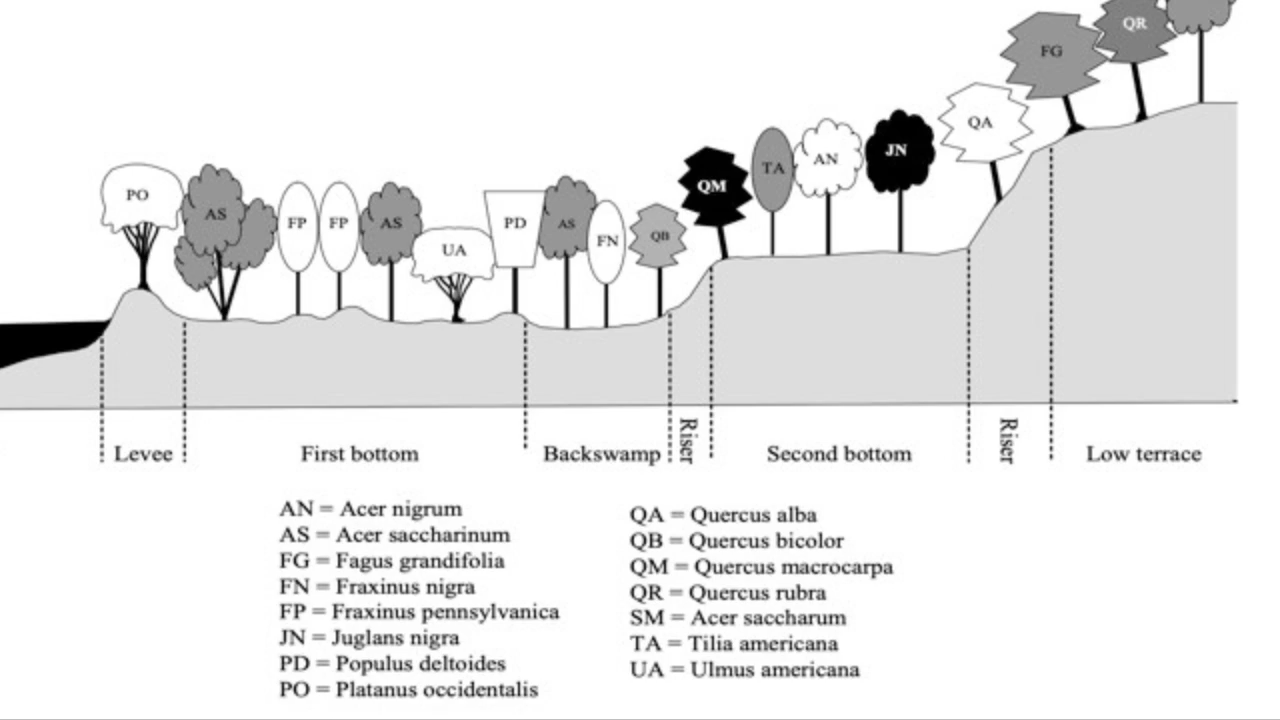 QR
FG
QA
JN
AN
TA
QM
PO
AS
FP
FP
AS
UA
PD
AS
FN
QB
Levee
First bottom
Backswamp
Riser
Second bottom
Riser
Low terrace
AN = Acer nigrum
AS = Acer saccharinum
FG = Fagus grandifolia
FN = Fraxinus nigra
FP = Fraxinus pennsylvanica
JN = Juglans nigra
PD = Populus deltoides
PO = Platanus occidentalis
QA = Quercus alba
QB = Quercus bicolor
QM = Quercus macrocarpa
QR = Quercus rubra
SM = Acer saccharum
TA = Tilia americana
UA = Ulmus americana